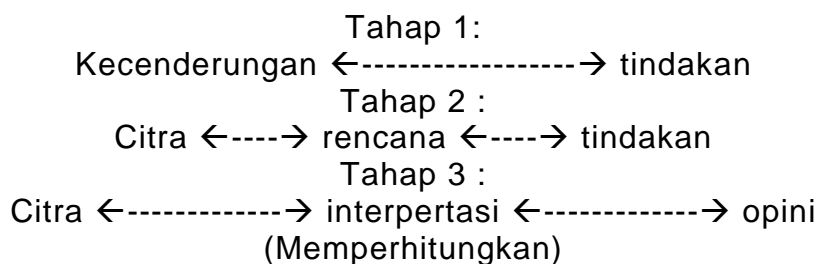 Tahap 1:
Kecenderungan ←------------------→ tindakan
Tahap 2 :
Citra ←----→ rencana ←----→ tindakan
Tahap 3 :
Citra ←-------------→ interpertasi ←-------------→ opini
(Memperhitungkan)